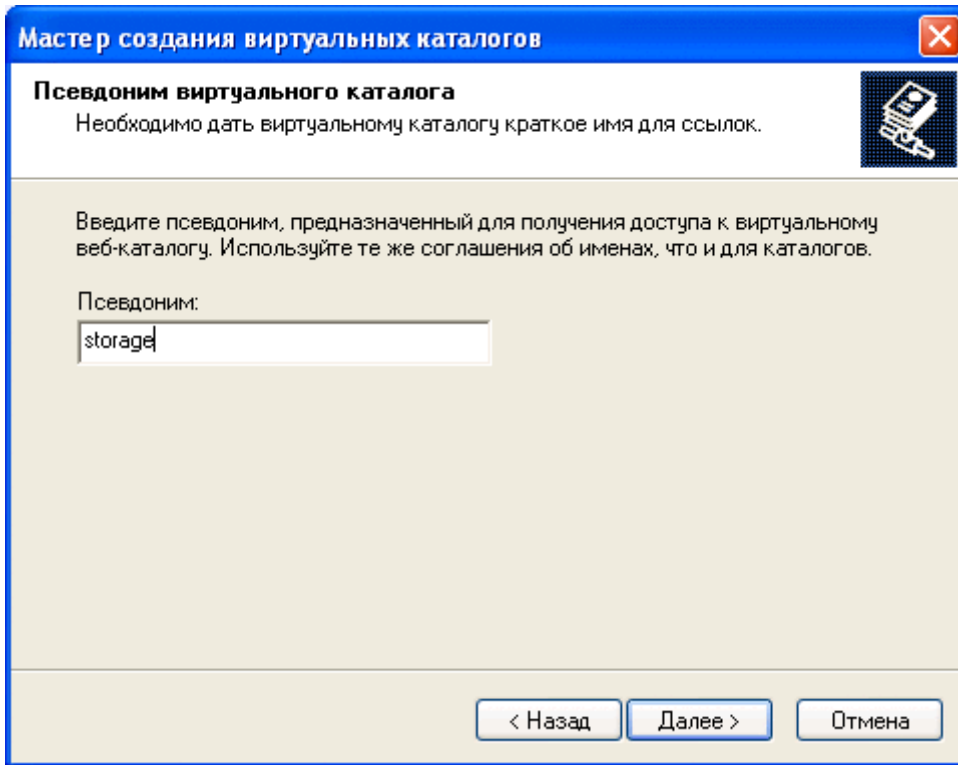 Мастер создания виртуальных каталогов
Псевдоним виртуального каталога
Необходимо дать виртуальному каталогу краткое имя для ссылок.
Введите псевдоним, предназначенный для получения доступа к виртуальному
веб-каталогу. Используйте те же соглашения об именах, что и для каталогов.
Псевдоним:
storage
< Назад
Далее >
Отмена